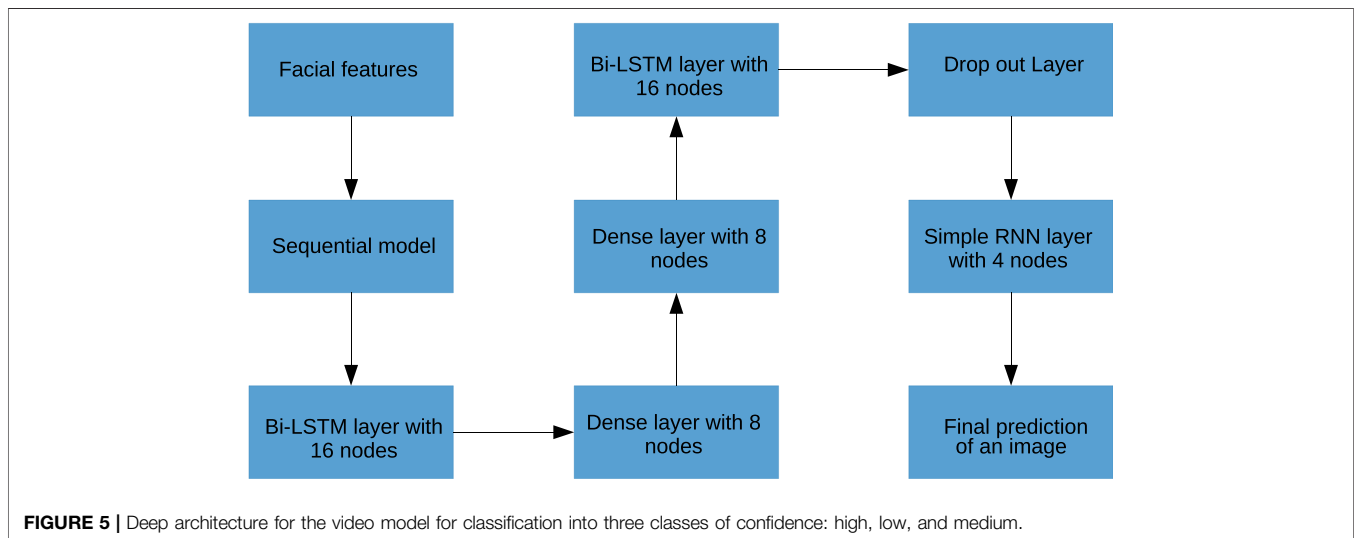 Facial features
Sequential model
Bi-LSTM layer with
16 nodes
Dense layer with 8
nodes
Dense layer with 8
nodes
Bi-LSTM layer with
16 nodes
Drop out Layer
Simple RNN layer
with 4 nodes
Final prediction
of an image
FIGURE 5 | Deep architecture for the video model for classification into three classes of confidence: high, low, and medium.